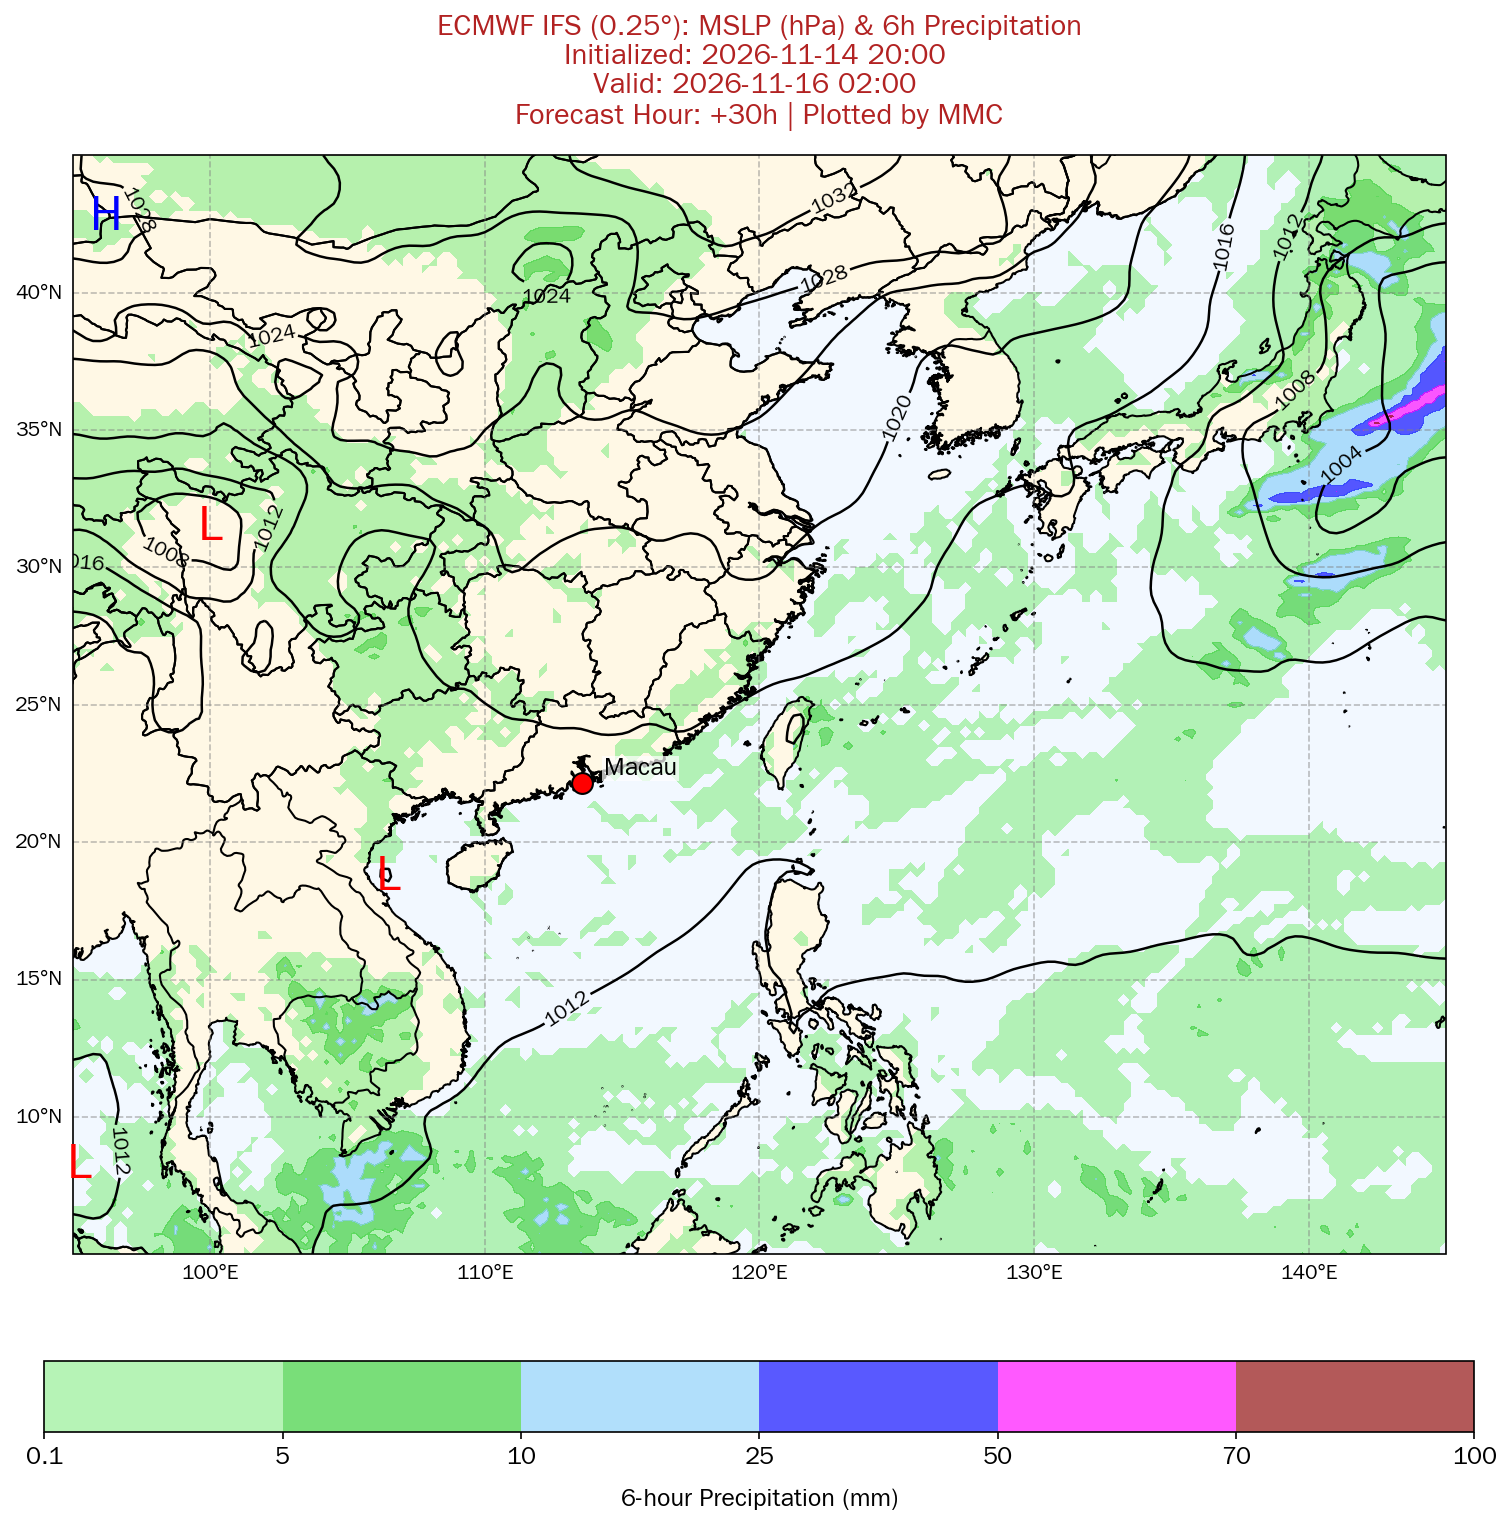 ECMWF IFS (0.25°): MSLP (hPa) & 6h Precipitation
Initialized: 2026-11-14 20:00
Valid: 2026-11-16 02:00
Forecast Hour: +30h | Plotted by MMC
1028
H
1032
1016
1012
1028
40°N
1024
1024
1008
1020
35°N
1004
L
1012
1008
30°N
016
25°N
Macau
20°N
L
15°N
1012
10°N
1012
L
100°E 110°E 120°E 130°E 140°E
0.1 5 10 25 50 70 100
6-hour Precipitation (mm)